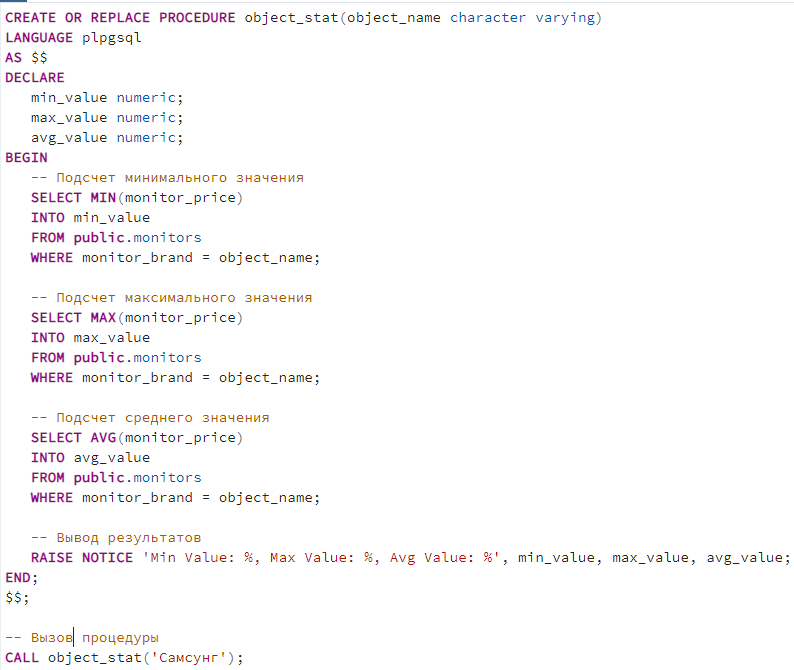 CREATE OR REPLACE PROCEDURE object_stat(object_name character varying)
LANGUAGE plpgsql
AS $$
DECLARE
min_value numeric;
max_value numeric;
avg_value numeric;
BEGIN
-- Подсчет минимального значения
SELECT MIN(monitor_price)
INTO min_value
FROM public.monitors
WHERE monitor_brand = object_name;
-- Подсчет максимального значения
SELECT MAX(monitor_price)
INTO max_value
FROM public.monitors
WHERE monitor_brand = object_name;
-- Подсчет среднего значения
SELECT AVG(monitor_price)
INTO avg_value
FROM public.monitors
WHERE monitor_brand = object_name;
-- Вывод результатов
RAISE NOTICE 'Min Value: %, Max Value: %, Avg Value: %', min_value, max_value, avg_value;
END;
$$;
-- Вызов процедуры
CALL object_stat('Самсунг');